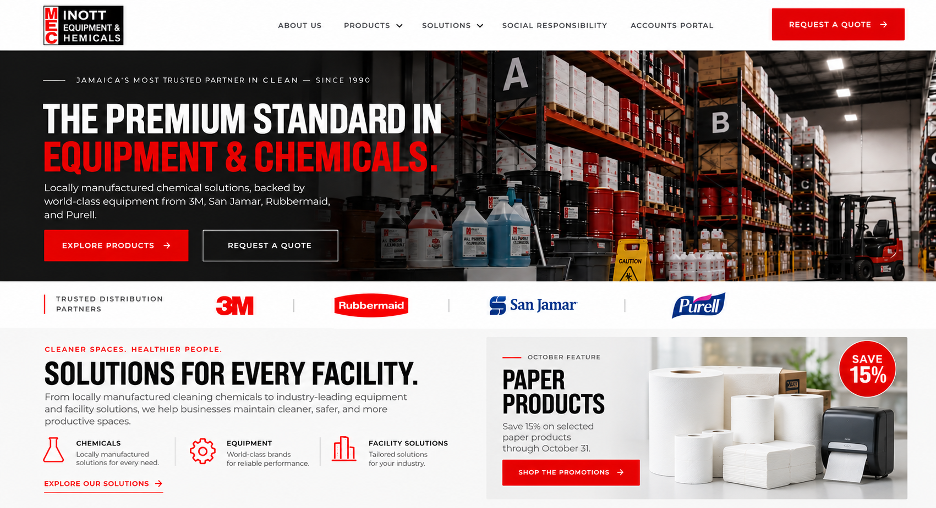 MEC
MINOTT
EQUIPMENT &
CHEMICALS
ABOUT US
PRODUCTS
SOLUTIONS
SOCIAL RESPONSIBILITY
ACCOUNTS PORTAL
REQUEST A QUOTE
JAMAICA'S MOST TRUSTED PARTNER IN CLEAN — SINCE 1990
THE PREMIUM STANDARD IN
EQUIPMENT & CHEMICALS.
Locally manufactured chemical solutions, backed by
world-class equipment from 3M, San Jamar, Rubbermaid,
and Purell.
EXPLORE PRODUCTS
REQUEST A QUOTE
A
B
C
CAUTION
TRUSTED DISTRIBUTION
PARTNERS
3M
Rubbermaid
San Jamar
Purell
CLEANER SPACES. HEALTHIER PEOPLE.
SOLUTIONS FOR EVERY FACILITY.
From locally manufactured cleaning chemicals to industry-leading equipment
and facility solutions, we help businesses maintain cleaner, safer, and more
productive spaces.
CHEMICALS
Locally manufactured
solutions for every need.
EQUIPMENT
World-class brands
for reliable performance.
FACILITY SOLUTIONS
Tailored solutions
for your industry.
EXPLORE OUR SOLUTIONS
OCTOBER FEATURE
PAPER
PRODUCTS
Save 15% on selected
paper products
through October 31.
SHOP THE PROMOTIONS
SAVE
15%